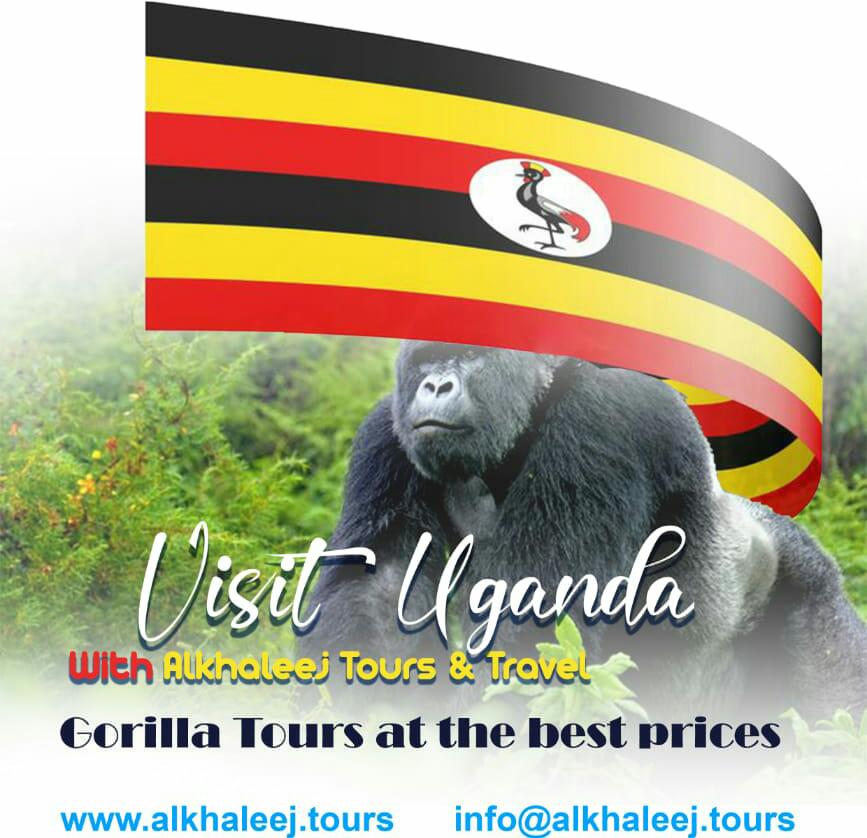 Visit Uganda
With Alkhaleej Tours & Travel
Gorilla Tours at the best prices
www.alkhaleej.tours info@alkhaleej.tours